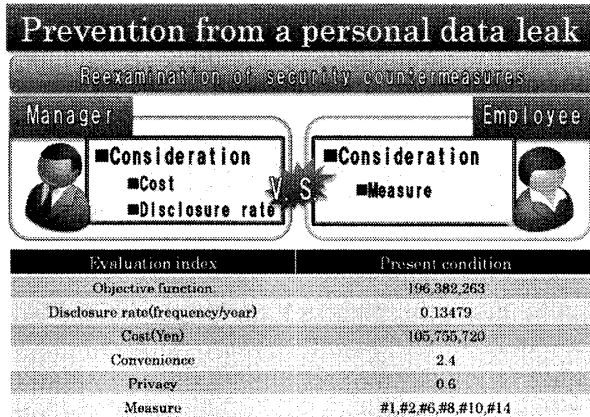 Prevention from a personal data leak
Reexamination of security countermeasures
Manager
Employee
■Consideration
■Cost
■Disclosure rate
V.S
■Consideration
■Measure
Evaluation index Present condition
Objective function 196,382,263
Disclosure rate(frequency/year) 0.13479
Cost(Yen) 105,755,720
Convenience 2.4
Privacy 0.6
Measure #1,#2,#6,#8,#10,#14